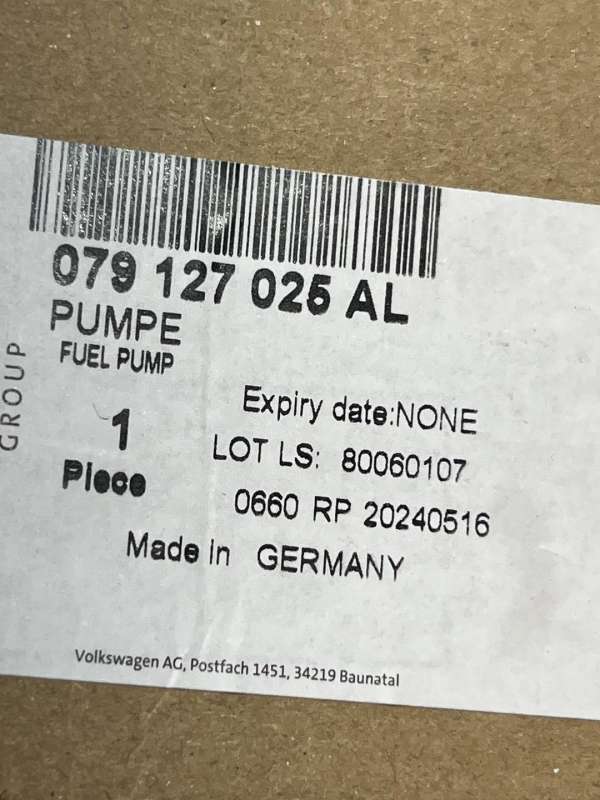 079 127 025 AL
PUMPE
FUEL PUMP
GROUP
1
Piece
Expiry date:NONE
LOT LS: 80060107
0660 RP 20240516
Made in GERMANY
Volkswagen AG, Postfach 1451, 34219 Baunatal